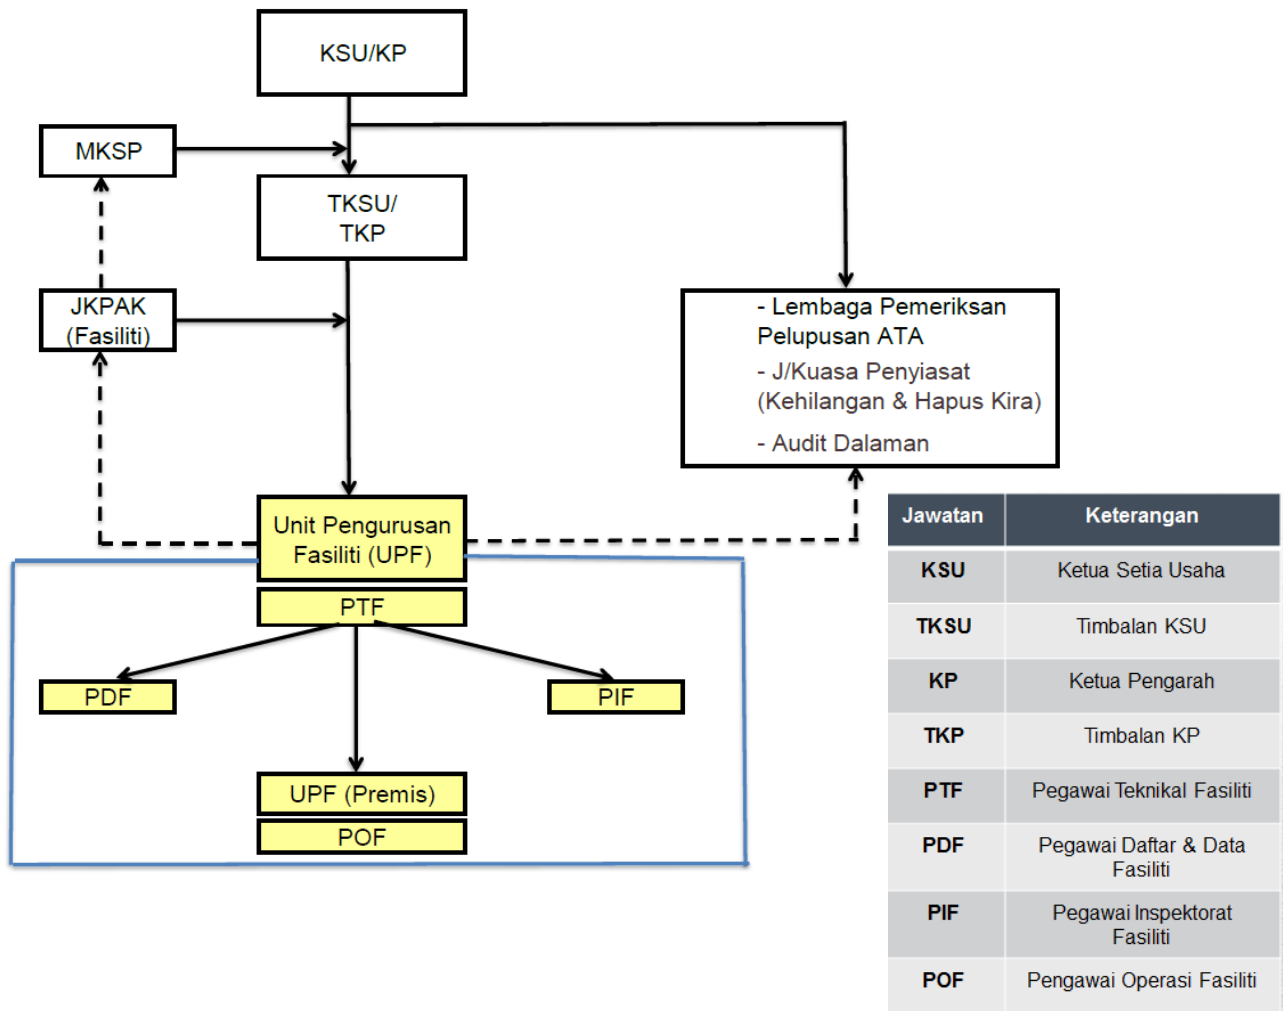 KSU/KP
MKSP
TKSU/
TKP
JKPAK
(Fasiliti)
- Lembaga Pemeriksan
Pelupusan ATA
- J/Kuasa Penyiasat
(Kehilangan & Hapus Kira)
- Audit Dalaman
Unit Pengurusan
Fasiliti (UPF)
PTF
PDF
PIF
UPF (Premis)
POF
Jawatan Keterangan
KSU Ketua Setia Usaha
TKSU Timbalan KSU
KP Ketua Pengarah
TKP Timbalan KP
PTF Pegawai Teknikal Fasiliti
PDF Pegawai Daftar & Data
Fasiliti
PIF Pegawai Inspektorat
Fasiliti
POF Pengawai Operasi Fasiliti